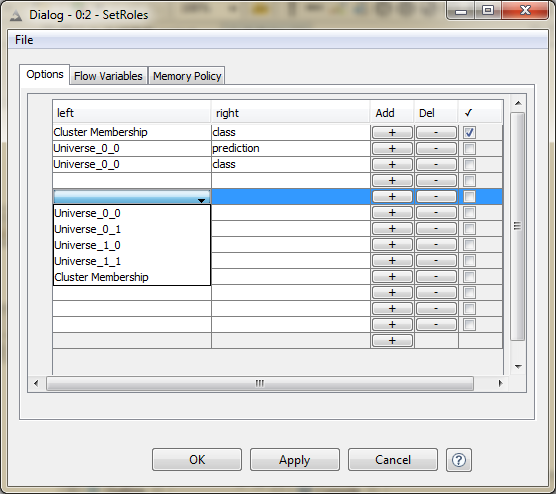 Dialog - 0:2 - SetRoles
File
Options Flow Variables Memory Policy
left right Add Del ✓
Cluster Membership class + -
Universe_0_0 prediction + -
Universe_0_0 class + -
+ -
+ -
Universe_0_0 + -
Universe_0_1 + -
Universe_1_0 + -
Universe_1_1 + -
Cluster Membership + -
+ -
+ -
+ -
+
OK Apply Cancel ?